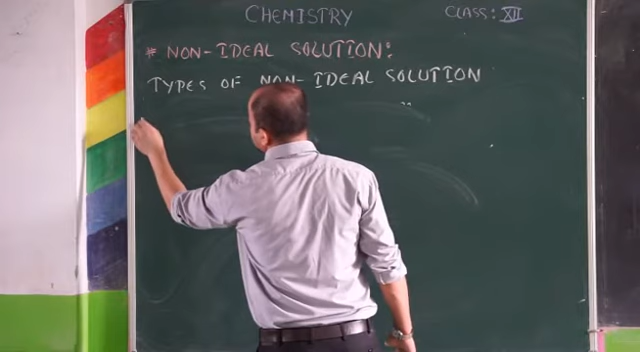 CHEMISTRY CLASS: XII
# NON-IDEAL SOLUTION:
TYPES OF NON-IDEAL SOLUTION